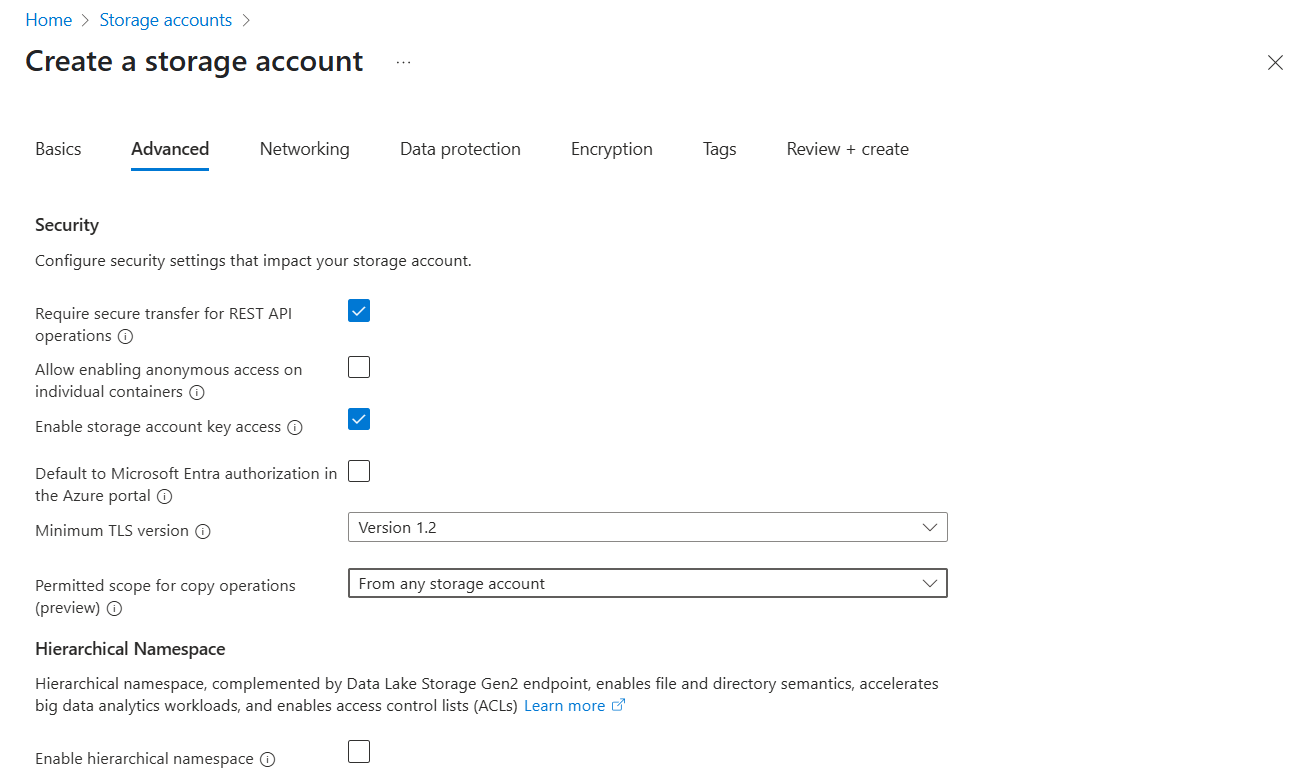 Home > Storage accounts >
Create a storage account ...
Basics Advanced Networking Data protection Encryption Tags Review + create
Security
Configure security settings that impact your storage account.
Require secure transfer for REST API
operations
Allow enabling anonymous access on
individual containers
Enable storage account key access
Default to Microsoft Entra authorization in
the Azure portal
Minimum TLS version Version 1.2
Permitted scope for copy operations From any storage account
(preview)
Hierarchical Namespace
Hierarchical namespace, complemented by Data Lake Storage Gen2 endpoint, enables file and directory semantics, accelerates
big data analytics workloads, and enables access control lists (ACLs) Learn more
Enable hierarchical namespace